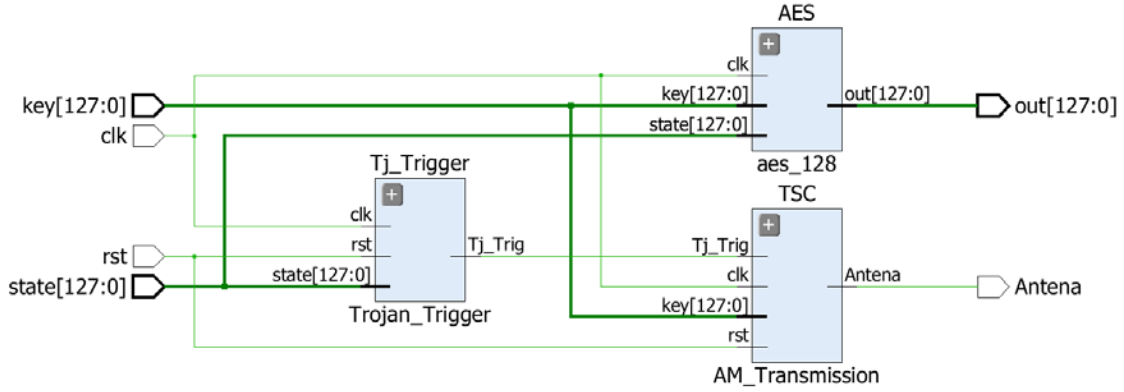 AES
clk
key[127:0]
state[127:0]
out[127:0]
aes_128
key[127:0]
clk
rst
state[127:0]
Tj_Trigger
clk
rst
state[127:0]
Tj_Trig
Trojan_Trigger
TSC
Tj_Trig
clk
key[127:0]
rst
Antena
AM_Transmission
out[127:0]
Antena